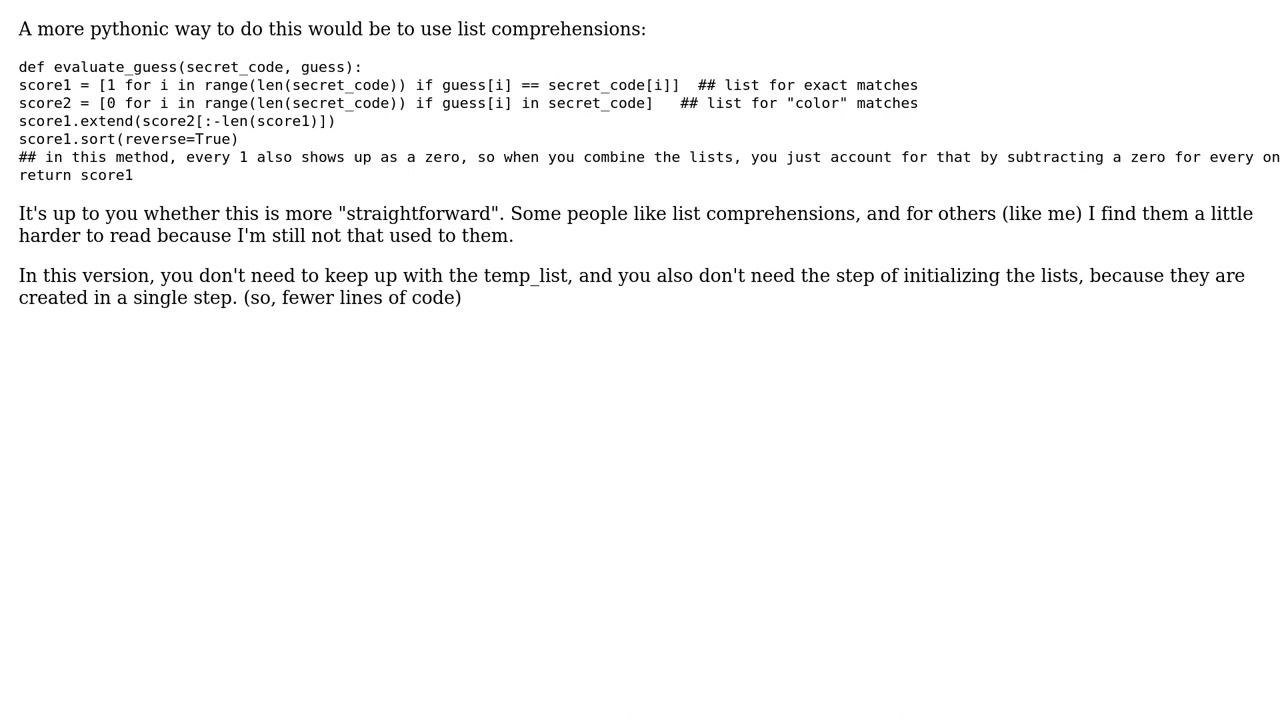 A more pythonic way to do this would be to use list comprehensions:
def evaluate_guess(secret_code, guess):
score1 = [1 for i in range(len(secret_code)) if guess[i] == secret_code[i]]  ## list for exact matches
score2 = [0 for i in range(len(secret_code)) if guess[i] in secret_code]   ## list for "color" matches
score1.extend(score2[:-len(score1)])
score1.sort(reverse=True)
## in this method, every 1 also shows up as a zero, so when you combine the lists, you just account for that by subtracting a zero for every on
return score1
It's up to you whether this is more "straightforward". Some people like list comprehensions, and for others (like me) I find them a little
harder to read because I'm still not that used to them.
In this version, you don't need to keep up with the temp_list, and you also don't need the step of initializing the lists, because they are
created in a single step. (so, fewer lines of code)